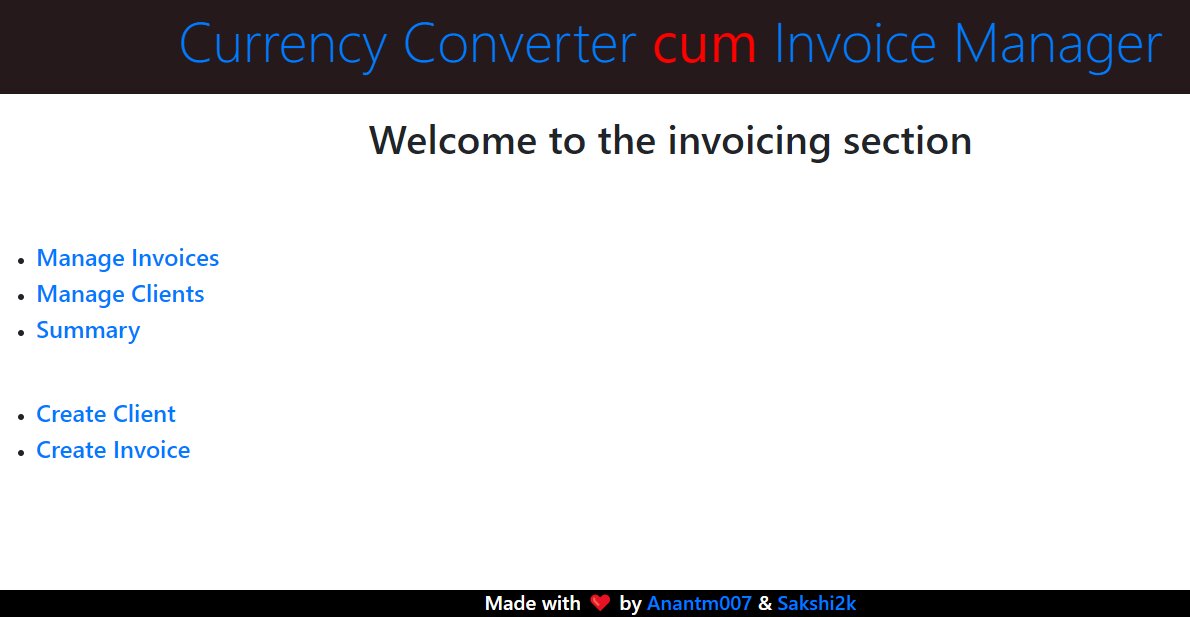 Currency Converter cum Invoice Manager
Welcome to the invoicing section
Manage Invoices
Manage Clients
Summary
Create Client
Create Invoice
Made with ❤️ by Anantm007 & Sakshi2k